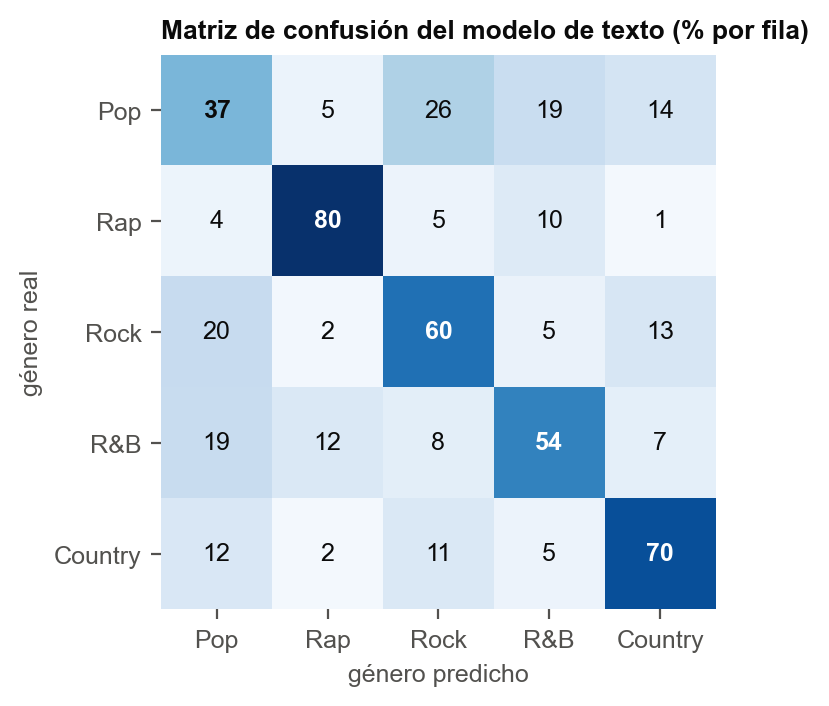 Matriz de confusión del modelo de texto (% por fila)
Pop 37 5 26 19 14
Rap 4 80 5 10 1
Rock 20 2 60 5 13
R&B 19 12 8 54 7
Country 12 2 11 5 70
Pop Rap Rock R&B Country
género predicho
género real